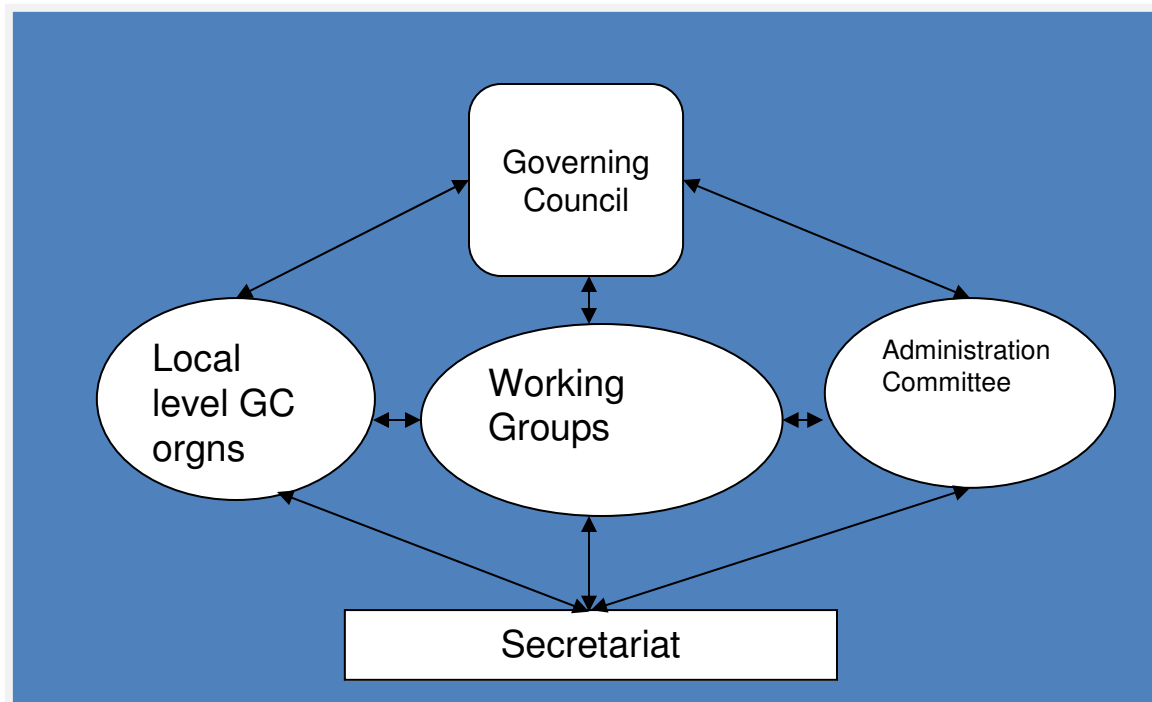 Governing
Council
Local
level GC
orgns
Working
Groups
Administration
Committee
Secretariat